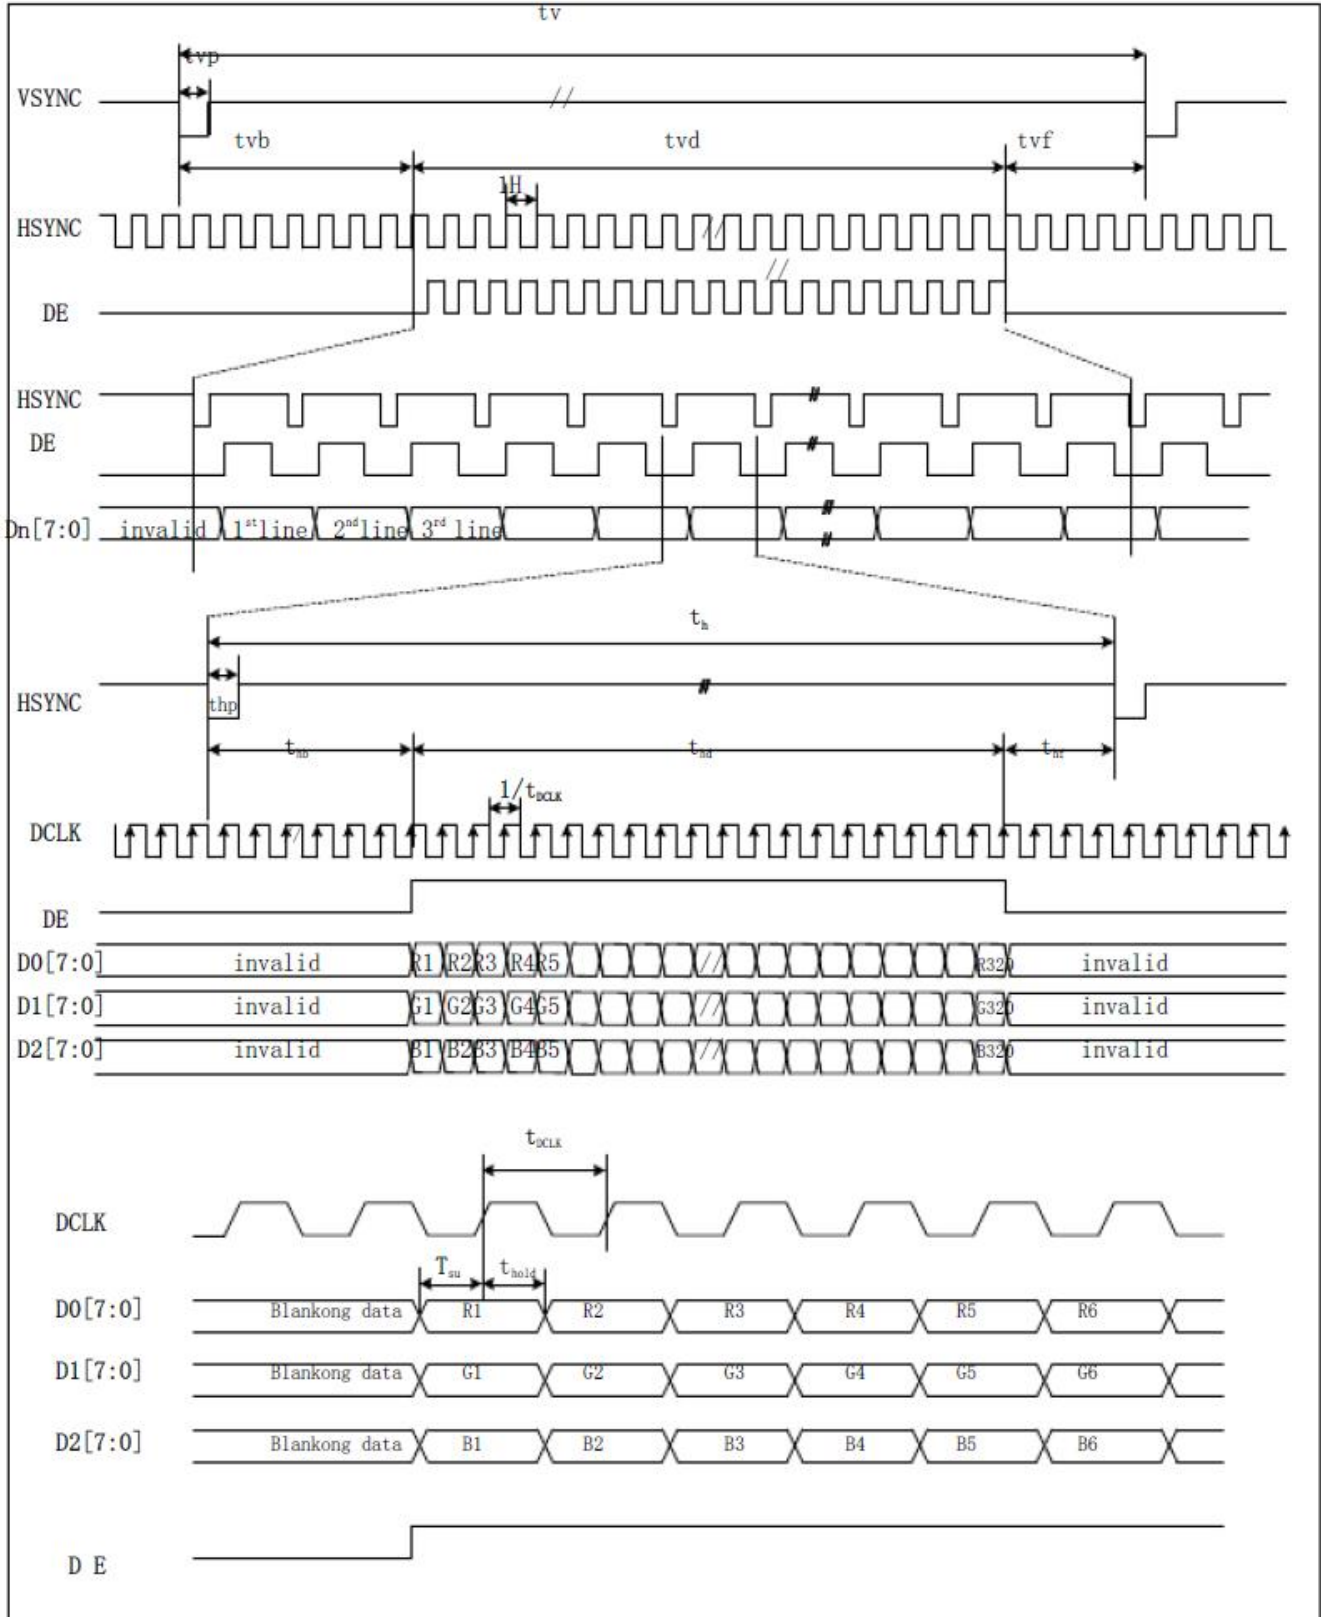 tv
tvp
VSYNC
tvb tvd tvf
1H
HSYNC
DE
HSYNC
DE
Dn[7:0] invalid 1st line 2nd line 3rd line
th
HSYNC
thp
thb thd thf
1/tDCLK
DCLK
DE
D0[7:0] invalid R1 R2 R3 R4 R5 R320 invalid
D1[7:0] invalid G1 G2 G3 G4 G5 G320 invalid
D2[7:0] invalid B1 B2 B3 B4 B5 B320 invalid
tDCLK
DCLK
Tsu thold
D0[7:0] Blankong data R1 R2 R3 R4 R5 R6
D1[7:0] Blankong data G1 G2 G3 G4 G5 G6
D2[7:0] Blankong data B1 B2 B3 B4 B5 B6
D E